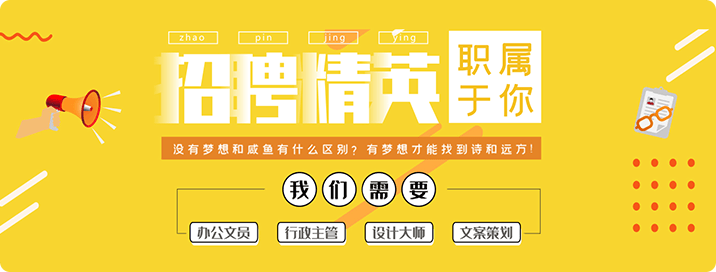 zhao pin jing ying
招聘精英
职属
于你
没有梦想和咸鱼有什么区别？有梦想才能找到诗和远方！
我们需要
办公文员 行政主管 设计大师 文案策划